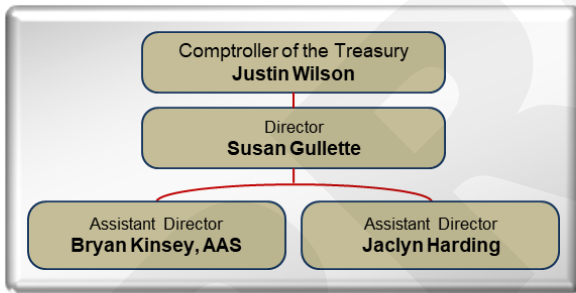 Comptroller of the Treasury
Justin Wilson
Director
Susan Gullette
Assistant Director
Bryan Kinsey, AAS
Assistant Director
Jaclyn Harding